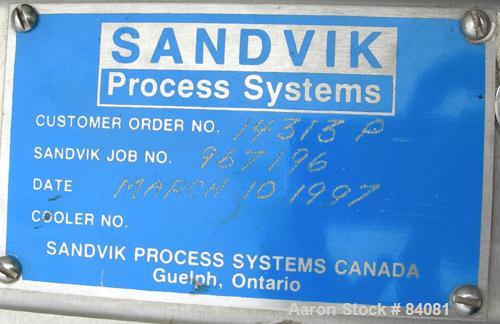 SANDVIK
Process Systems
CUSTOMER ORDER NO. 14313 P
SANDVIK JOB NO. 967196
DATE MARCH 10 1997
COOLER NO.
SANDVIK PROCESS SYSTEMS CANADA
Guelph, Ontario
Aaron Stock # 84081